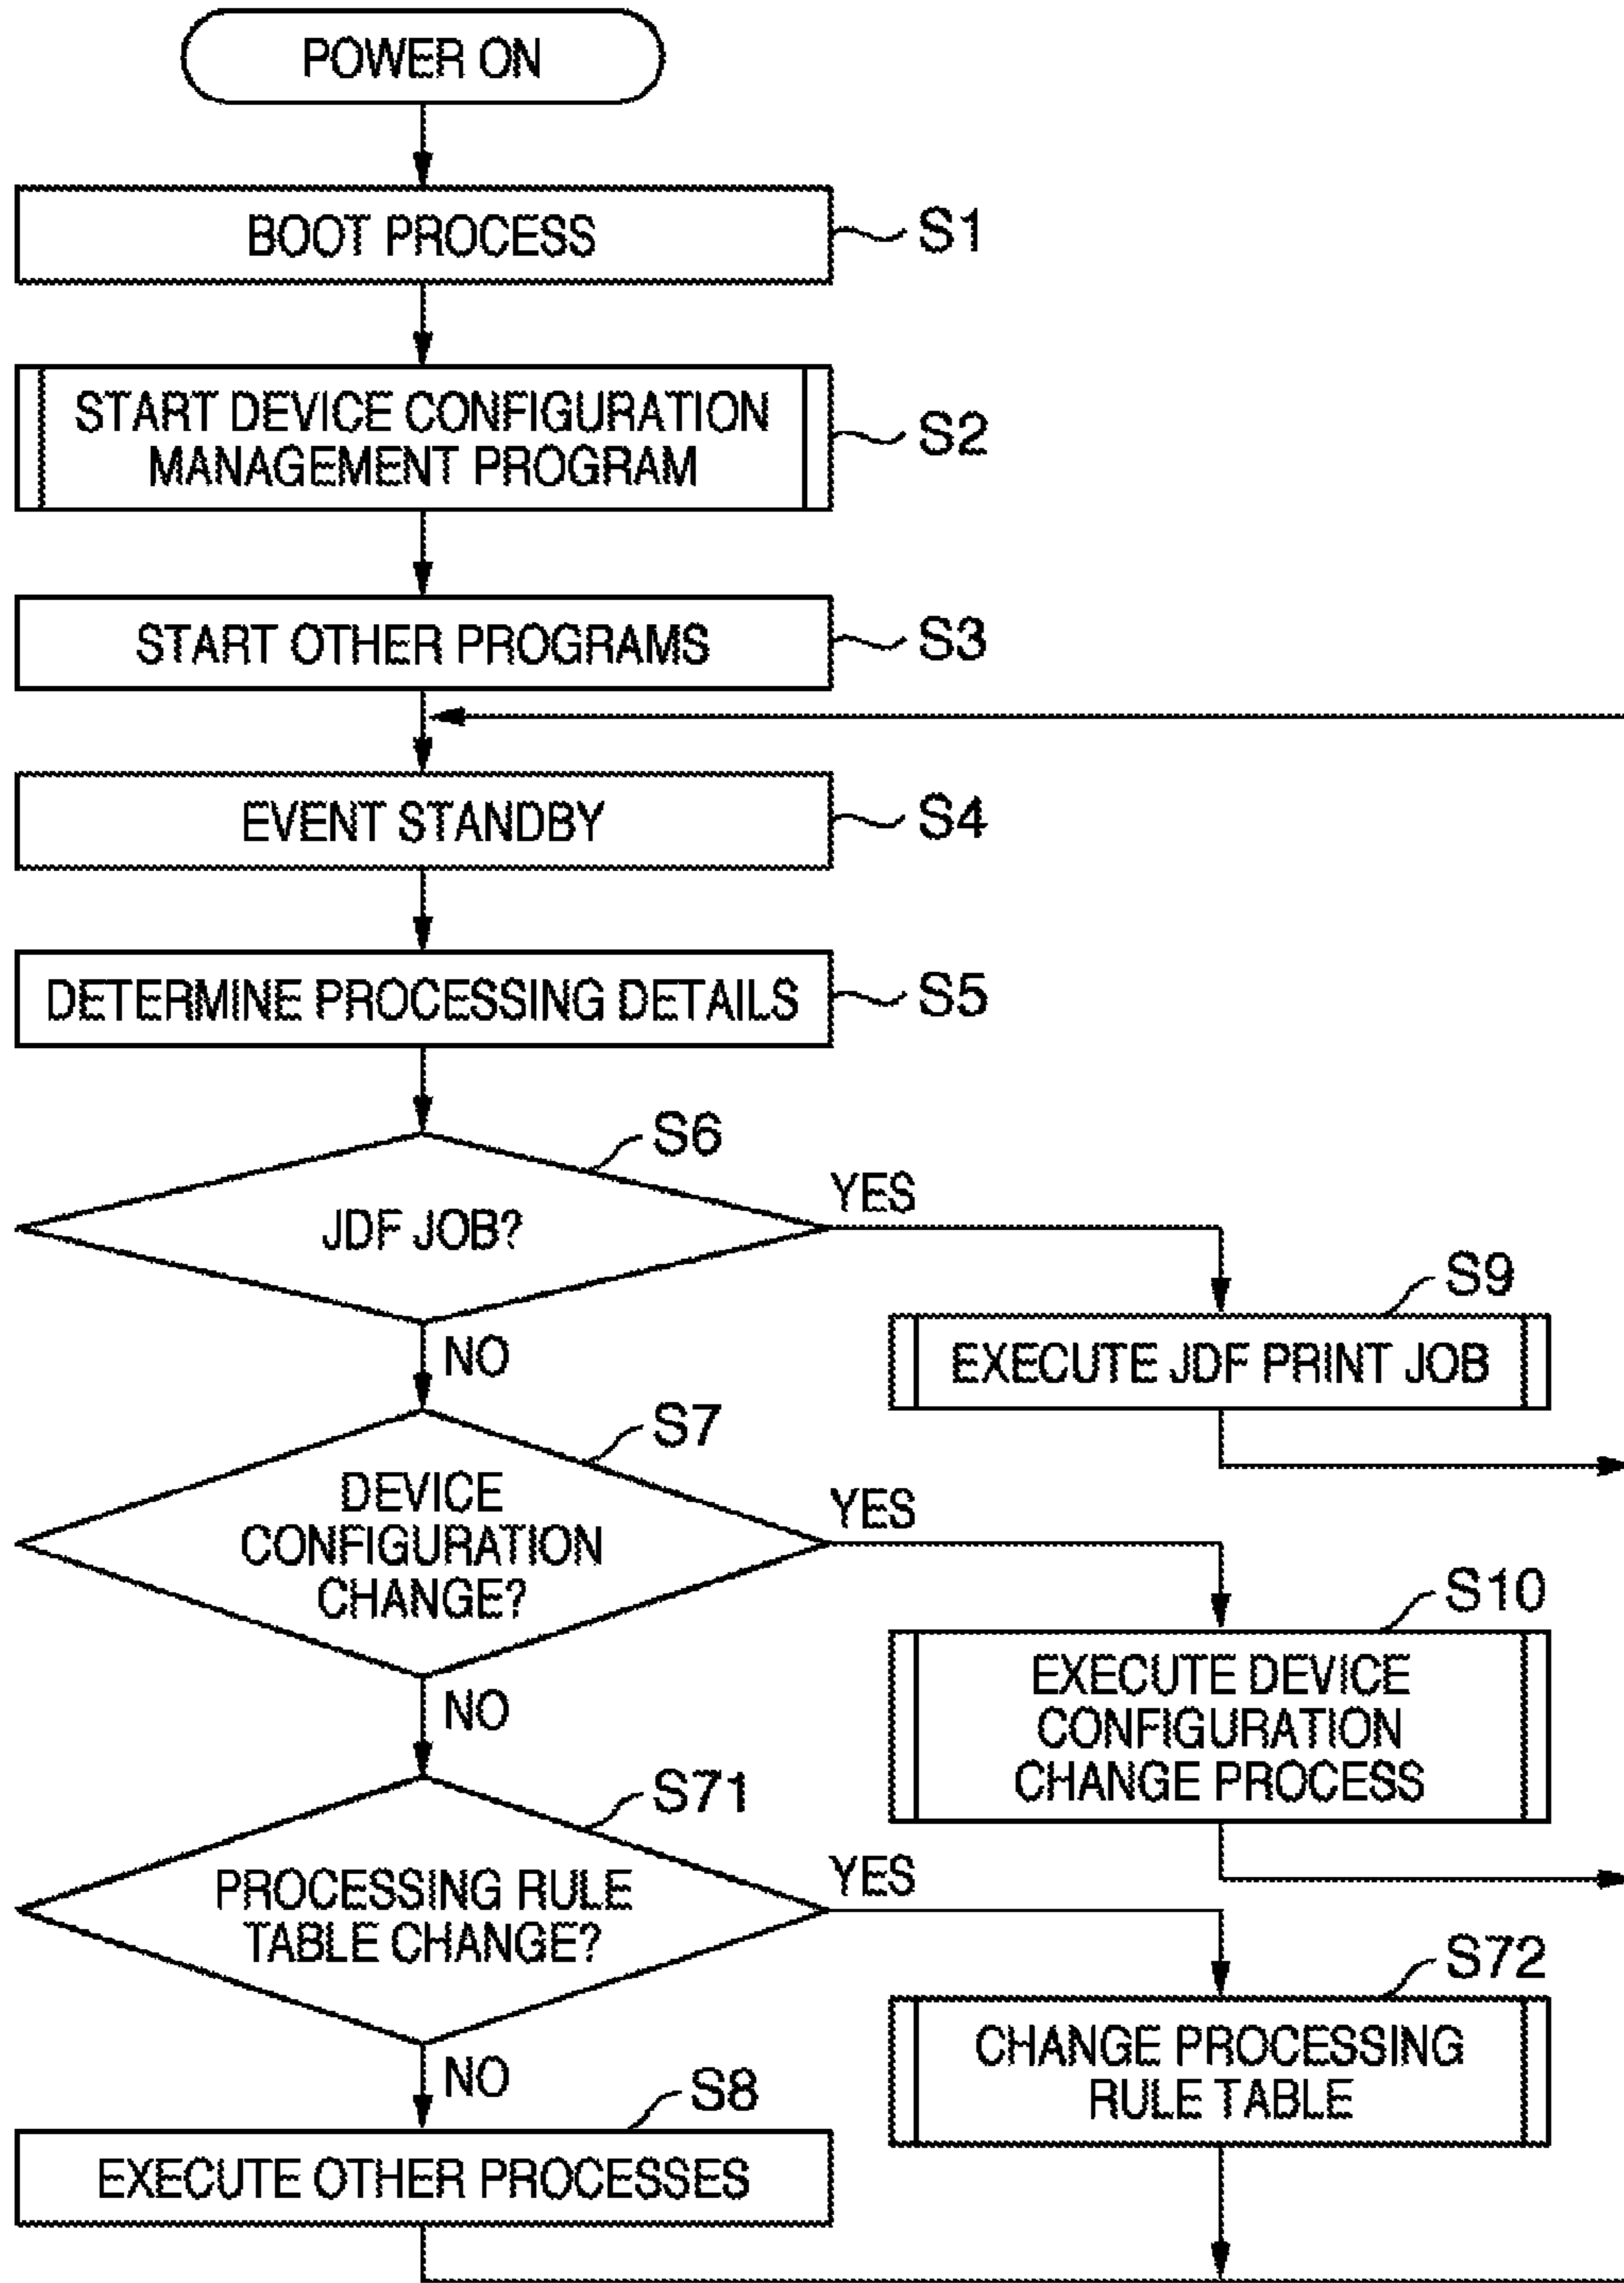 POWER ON
BOOT PROCESS
S1
START DEVICE CONFIGURATION
MANAGEMENT PROGRAM
S2
START OTHER PROGRAMS
S3
EVENT STANDBY
S4
DETERMINE PROCESSING DETAILS
S5
S6
JDF JOB?
YES
NO
S9
EXECUTE JDF PRINT JOB
S7
DEVICE
CONFIGURATION
CHANGE?
YES
NO
S10
EXECUTE DEVICE
CONFIGURATION
CHANGE PROCESS
S71
PROCESSING RULE
TABLE CHANGE?
YES
NO
S72
CHANGE PROCESSING
RULE TABLE
S8
EXECUTE OTHER PROCESSES